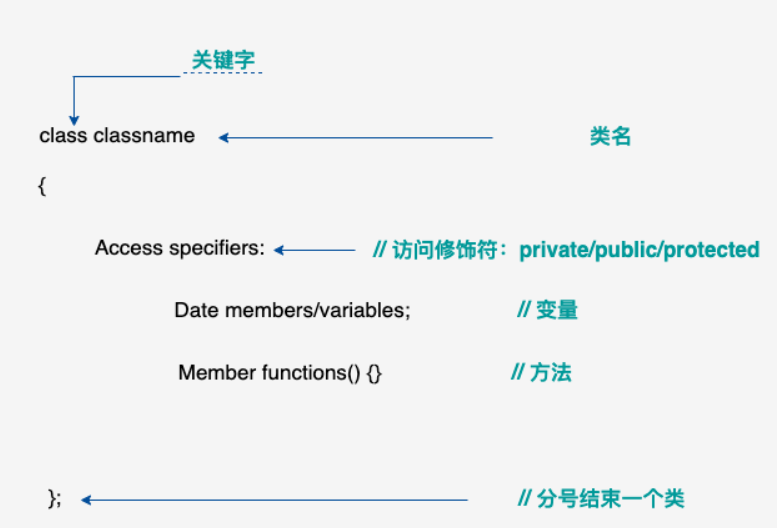 关键字
class classname 类名
{
Access specifiers: // 访问修饰符：private/public/protected
Date members/variables; // 变量
Member functions() {} // 方法
}; // 分号结束一个类